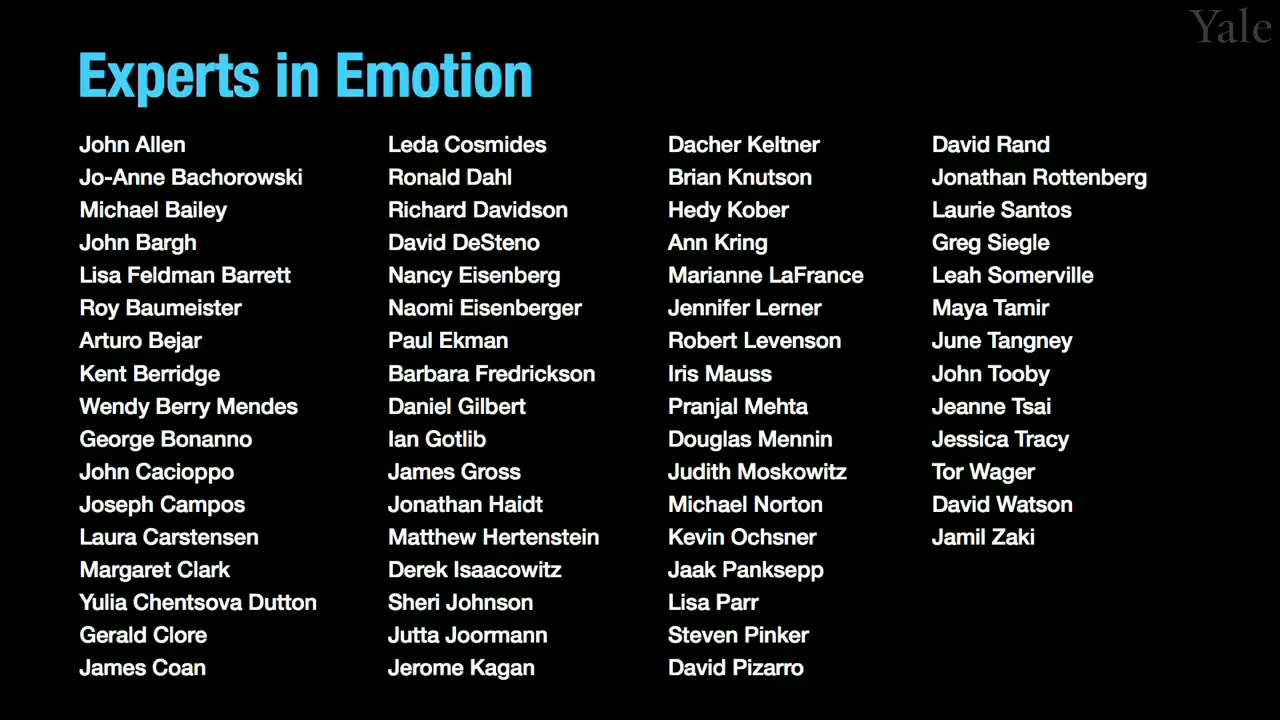 Yale
Experts in Emotion
John Allen
Jo-Anne Bachorowski
Michael Bailey
John Bargh
Lisa Feldman Barrett
Roy Baumeister
Arturo Bejar
Kent Berridge
Wendy Berry Mendes
George Bonanno
John Cacioppo
Joseph Campos
Laura Carstensen
Margaret Clark
Yulia Chentsova Dutton
Gerald Clore
James Coan
Leda Cosmides
Ronald Dahl
Richard Davidson
David DeSteno
Nancy Eisenberg
Naomi Eisenberger
Paul Ekman
Barbara Fredrickson
Daniel Gilbert
Ian Gotlib
James Gross
Jonathan Haidt
Matthew Hertenstein
Derek Isaacowitz
Sheri Johnson
Jutta Joormann
Jerome Kagan
Dacher Keltner
Brian Knutson
Hedy Kober
Ann Kring
Marianne LaFrance
Jennifer Lerner
Robert Levenson
Iris Mauss
Pranjal Mehta
Douglas Mennin
Judith Moskowitz
Michael Norton
Kevin Ochsner
Jaak Panksepp
Lisa Parr
Steven Pinker
David Pizarro
David Rand
Jonathan Rottenberg
Laurie Santos
Greg Siegle
Leah Somerville
Maya Tamir
June Tangney
John Tooby
Jeanne Tsai
Jessica Tracy
Tor Wager
David Watson
Jamil Zaki